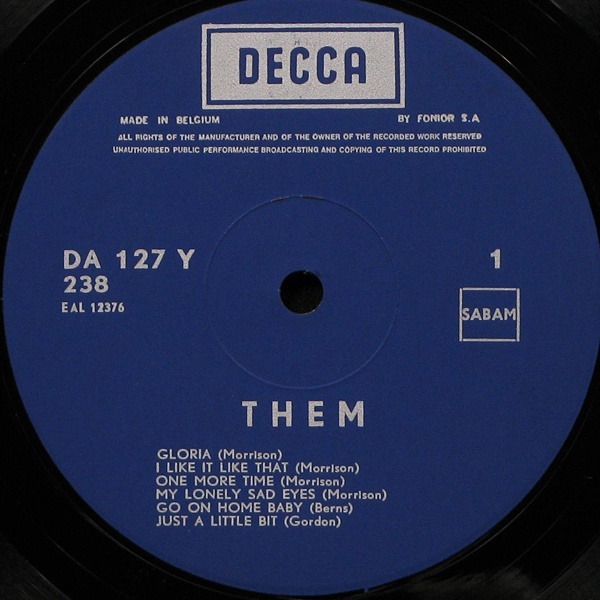 DECCA
MADE IN BELGIUM BY FONIOR S.A
ALL RIGHTS OF THE MANUFACTURER AND OF THE OWNER OF THE RECORDED WORK RESERVED
UNAUTHORISED PUBLIC PERFORMANCE BROADCASTING AND COPYING OF THIS RECORD PROHIBITED
DA 127 Y 1
238
EAL 12376
SABAM
THEM
GLORIA (Morrison)
I LIKE IT LIKE THAT (Morrison)
ONE MORE TIME (Morrison)
MY LONELY SAD EYES (Morrison)
GO ON HOME BABY (Berns)
JUST A LITTLE BIT (Gordon)